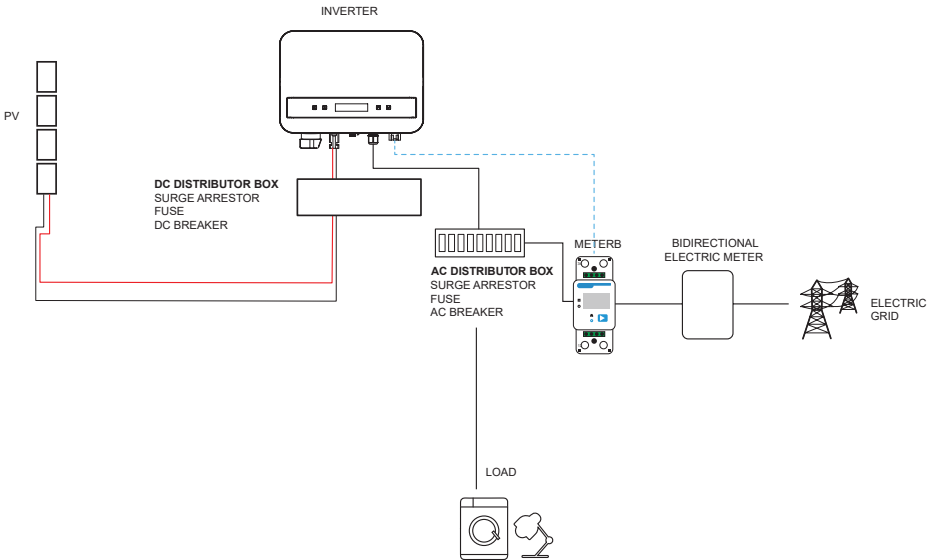 INVERTER
PV
DC DISTRIBUTOR BOX
SURGE ARRESTOR
FUSE
DC BREAKER
METERB
BIDIRECTIONAL
ELECTRIC METER
AC DISTRIBUTOR BOX
SURGE ARRESTOR
FUSE
AC BREAKER
ELECTRIC
GRID
LOAD